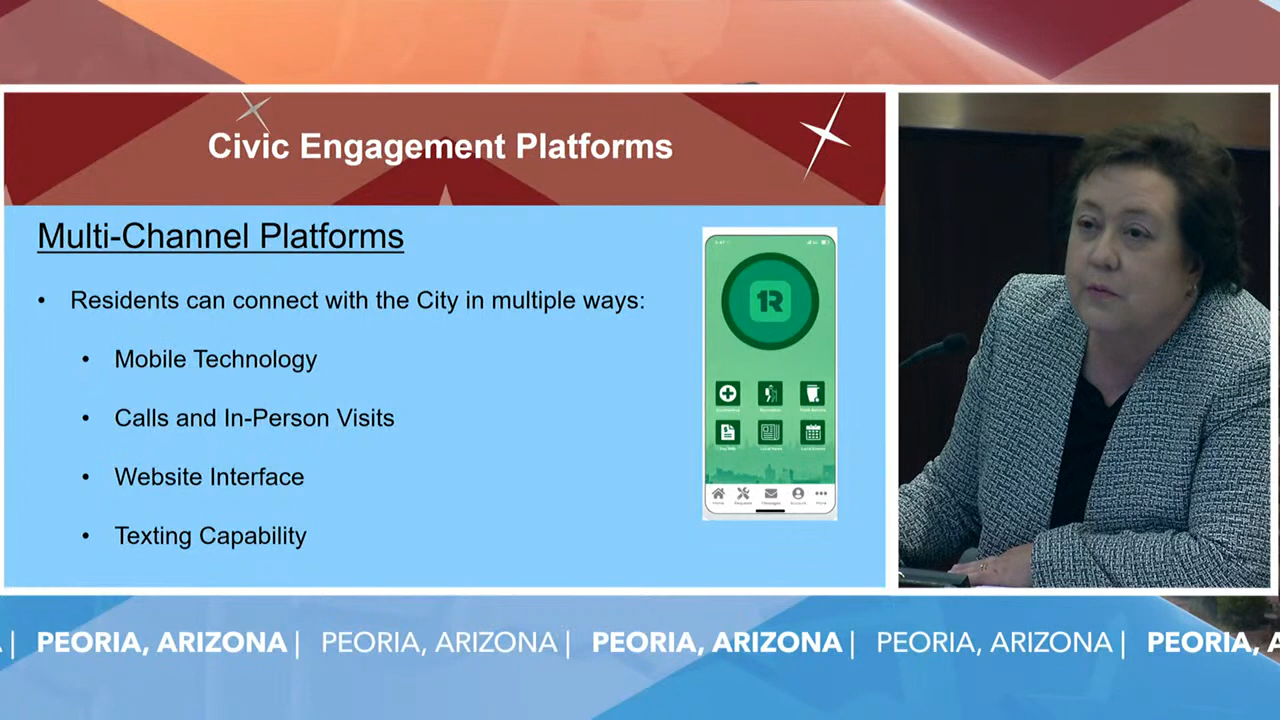 Civic Engagement Platforms
Multi-Channel Platforms
• Residents can connect with the City in multiple ways:
• Mobile Technology
• Calls and In-Person Visits
• Website Interface
• Texting Capability
1R
PEORIA, ARIZONA | PEORIA, ARIZONA | PEORIA, ARIZONA | PEORIA, ARIZONA | PEORIA, A